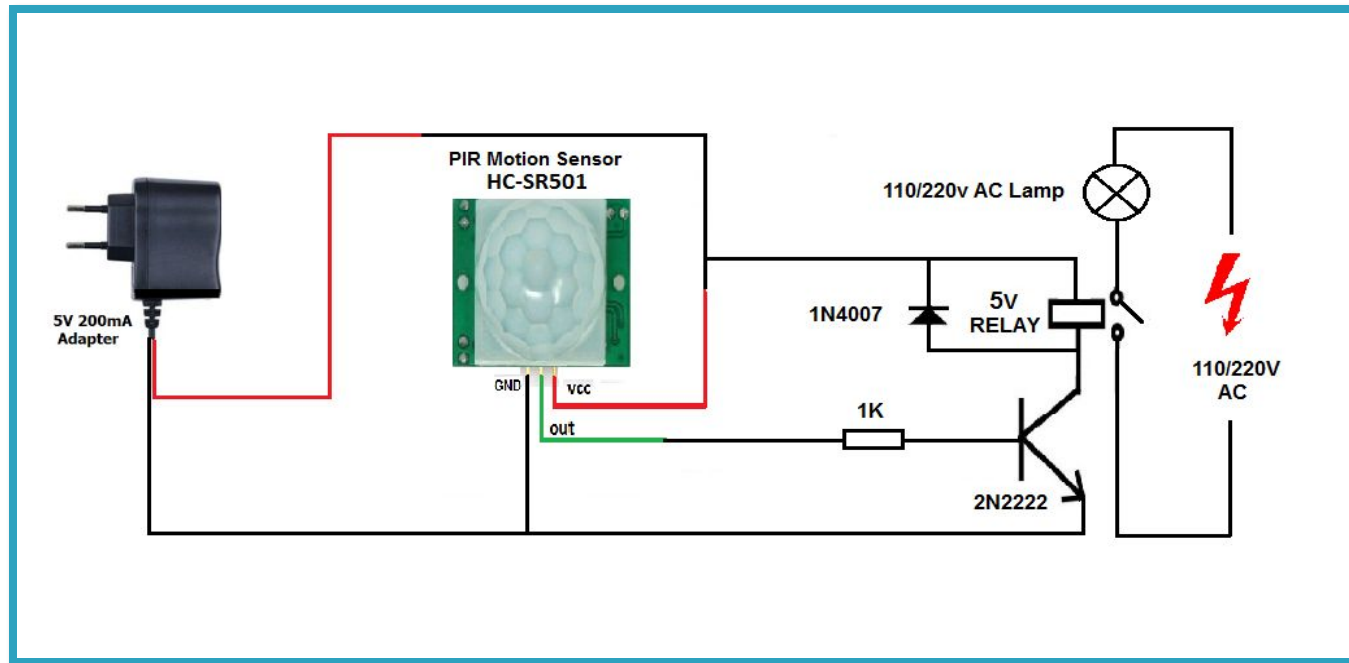 PIR Motion Sensor
HC-SR501
110/220v AC Lamp
5V 200mA
Adapter
1N4007
5V
RELAY
110/220V
AC
GND
vcc
out
1K
2N2222